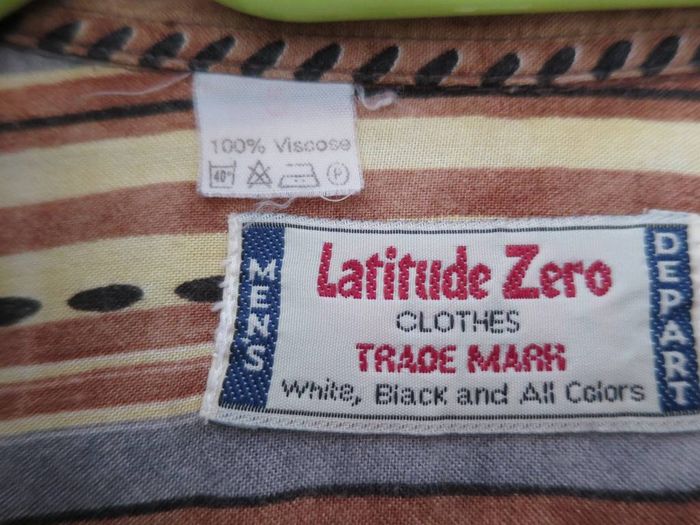 100% Viscose
40°
P
MEN'S
Latitude Zero
CLOTHES
TRADE MARK
White, Black and All Colors
DEPART